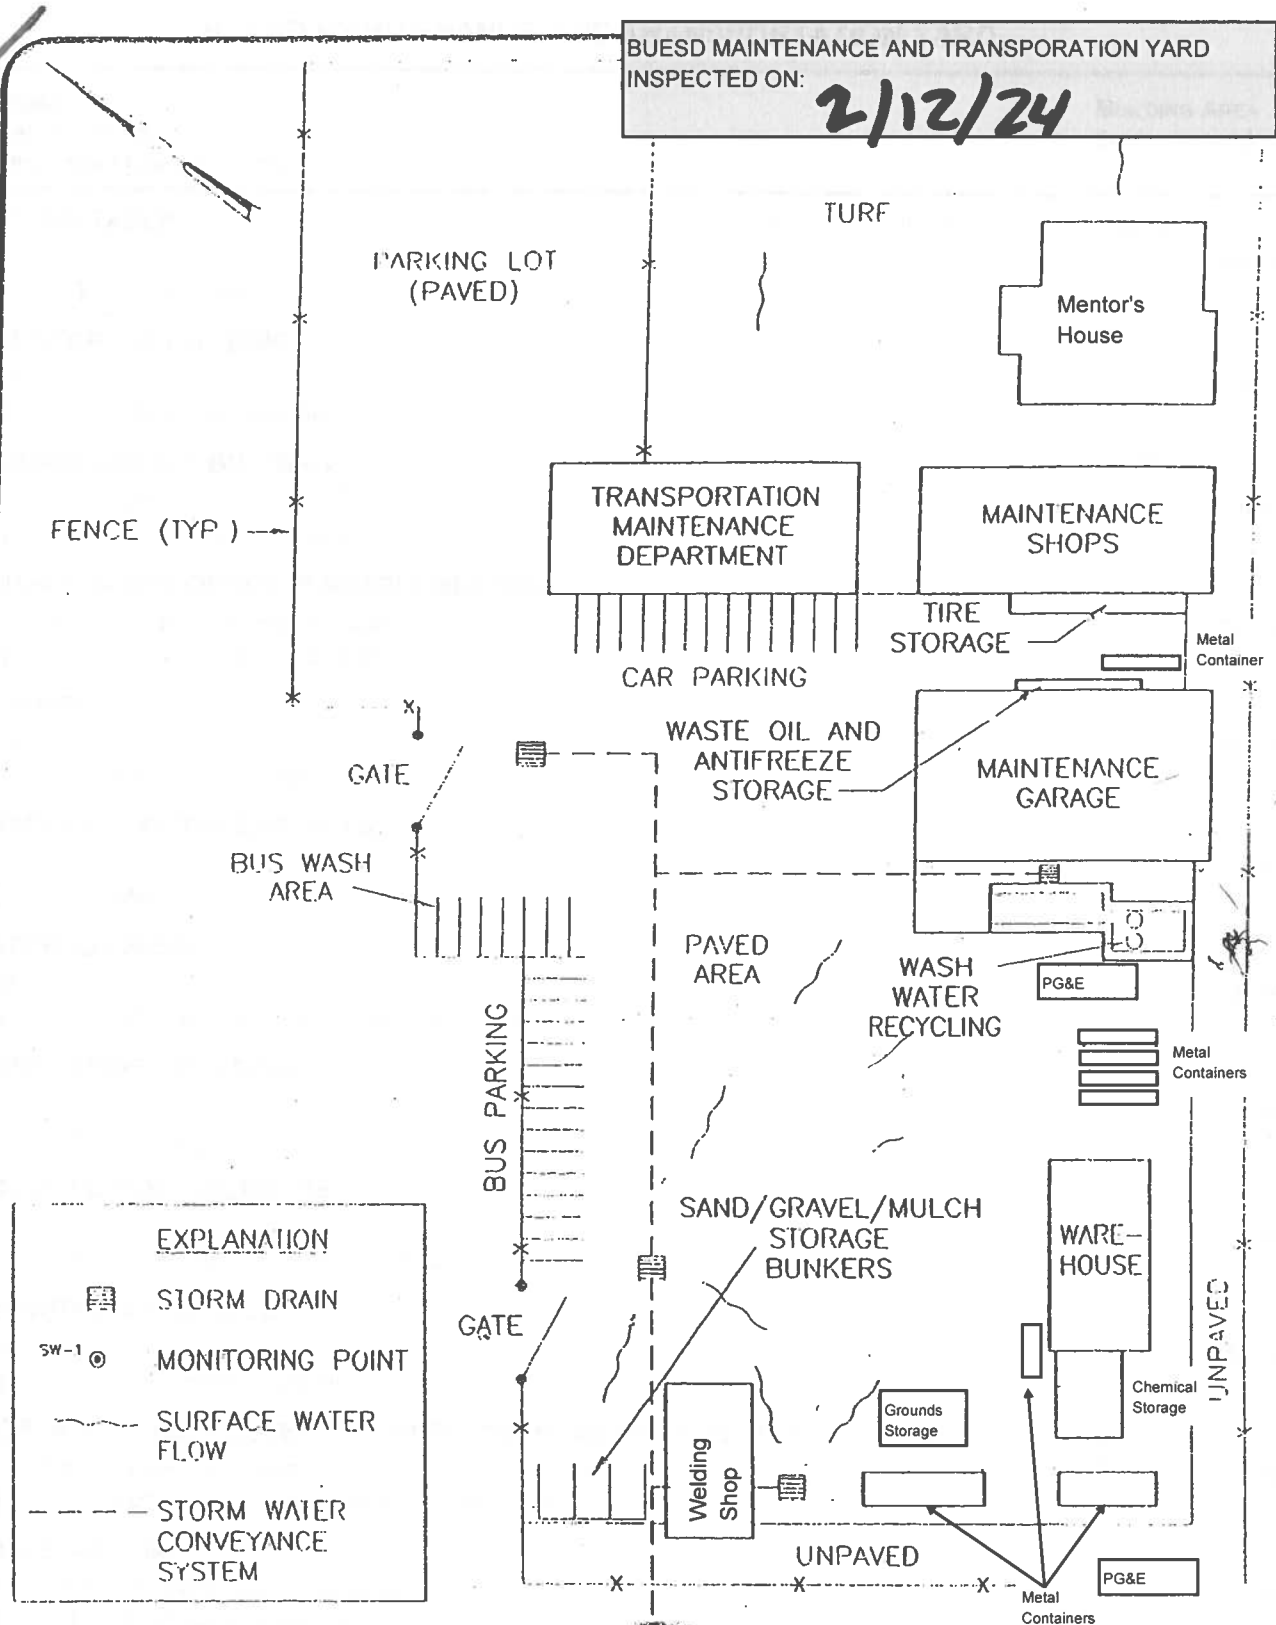 BUESD MAINTENANCE AND TRANSPORATION YARD
INSPECTED ON:
2/12/24
TURF
PARKING LOT
(PAVED)
Mentor's
House
FENCE (TYP.)
TRANSPORTATION
MAINTENANCE
DEPARTMENT
MAINTENANCE
SHOPS
TIRE
STORAGE
Metal
Container
CAR PARKING
WASTE OIL AND
ANTIFREEZE
STORAGE
MAINTENANCE
GARAGE
GATE
BUS WASH
AREA
PAVED
AREA
WASH
WATER
RECYCLING
PG&E
Metal
Containers
BUS PARKING
SAND/GRAVEL/MULCH
STORAGE
BUNKERS
WARE-
HOUSE
UNPAVED
GATE
Chemical
Storage
Grounds
Storage
Welding
Shop
UNPAVED
PG&E
Metal
Containers
EXPLANATION
STORM DRAIN
SW-1
MONITORING POINT
SURFACE WATER
FLOW
STORM WATER
CONVEYANCE
SYSTEM